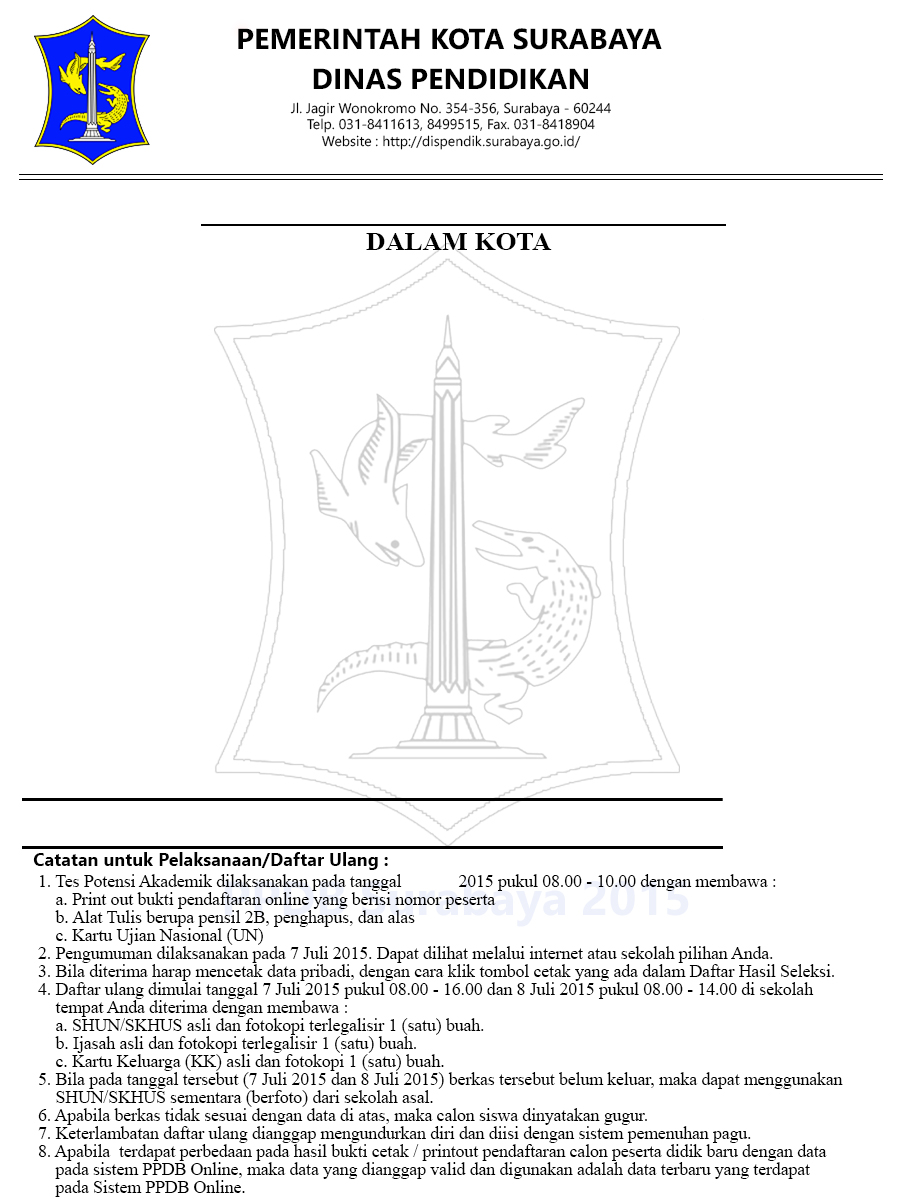 PEMERINTAH KOTA SURABAYA
DINAS PENDIDIKAN
Jl. Jagir Wonokromo No. 354-356, Surabaya - 60244
Telp. 031-8411613, 8499515, Fax. 031-8418904
Website : http://dispendik.surabaya.go.id/
DALAM KOTA
Catatan untuk Pelaksanaan/Daftar Ulang :
1. Tes Potensi Akademik dilaksanakan pada tanggal 2015 pukul 08.00 - 10.00 dengan membawa :
a. Print out bukti pendaftaran online yang berisi nomor peserta
b. Alat Tulis berupa pensil 2B, penghapus, dan alas
Surabaya 2015
c. Kartu Ujian Nasional (UN)
2. Pengumuman dilaksanakan pada 7 Juli 2015. Dapat dilihat melalui internet atau sekolah pilihan Anda.
3. Bila diterima harap mencetak data pribadi, dengan cara klik tombol cetak yang ada dalam Daftar Hasil Seleksi.
4. Daftar ulang dimulai tanggal 7 Juli 2015 pukul 08.00 - 16.00 dan 8 Juli 2015 pukul 08.00 - 14.00 di sekolah
tempat Anda diterima dengan membawa :
a. SHUN/SKHUS asli dan fotokopi terlegalisir 1 (satu) buah.
b. Ijasah asli dan fotokopi terlegalisir 1 (satu) buah.
c. Kartu Keluarga (KK) asli dan fotokopi 1 (satu) buah.
5. Bila pada tanggal tersebut (7 Juli 2015 dan 8 Juli 2015) berkas tersebut belum keluar, maka dapat menggunakan
SHUN/SKHUS sementara (berfoto) dari sekolah asal.
6. Apabila berkas tidak sesuai dengan data di atas, maka calon siswa dinyatakan gugur.
7. Keterlambatan daftar ulang dianggap mengundurkan diri dan diisi dengan sistem pemenuhan pagu.
8. Apabila  terdapat perbedaan pada hasil bukti cetak / printout pendaftaran calon peserta didik baru dengan data
pada sistem PPDB Online, maka data yang dianggap valid dan digunakan adalah data terbaru yang terdapat
pada Sistem PPDB Online.